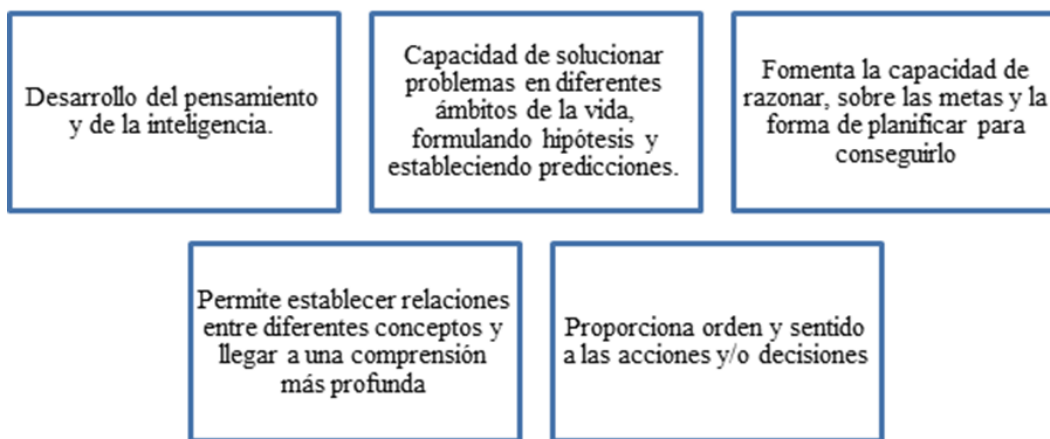 Desarrollo del pensamiento
y de la inteligencia.
Capacidad de solucionar
problemas en diferentes
ámbitos de la vida,
formulando hipótesis y
estableciendo predicciones.
Fomenta la capacidad de
razonar, sobre las metas y la
forma de planificar para
conseguirlo
Permite establecer relaciones
entre diferentes conceptos y
llegar a una comprensión
más profunda
Proporciona orden y sentido
a las acciones y/o decisiones